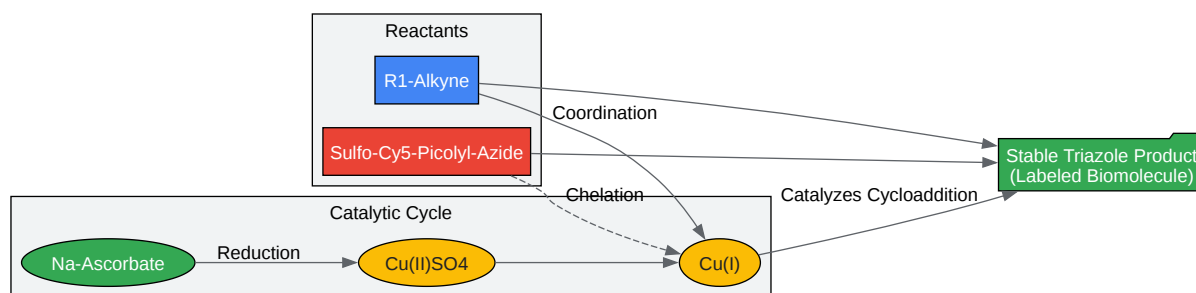 Reactants
R1-Alkyne
Coordination
Sulfo-Cy5-Picolyl-Azide
Stable Triazole Product
(Labeled Biomolecule)
Chelation
Catalyzes Cycloaddition
Catalytic Cycle
Reduction
Na-Ascorbate
Cu(II)SO4
Cu(I)